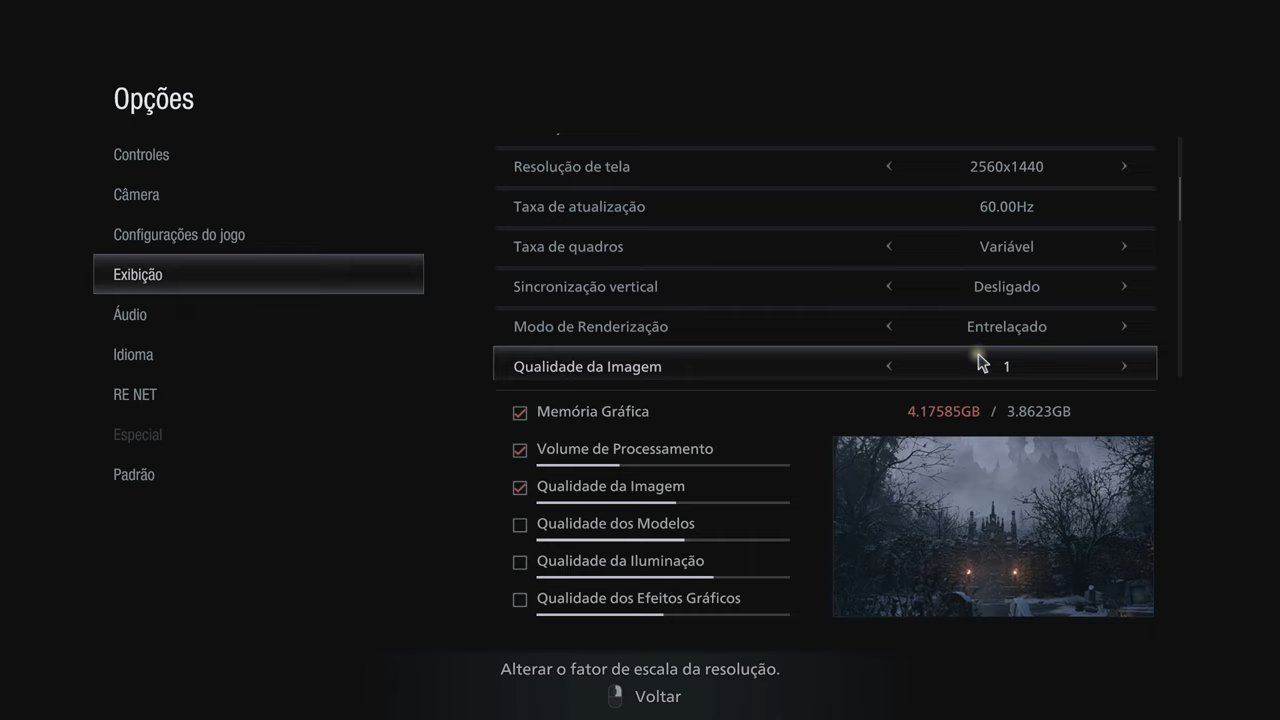 Opções
Controles
Câmera
Configurações do jogo
Exibição
Áudio
Idioma
RE NET
Especial
Padrão
Resolução de tela 2560x1440
Taxa de atualização 60.00Hz
Taxa de quadros Variável
Sincronização vertical Desligado
Modo de Renderização Entrelaçado
Qualidade da Imagem 1
Memória Gráfica 4.17585GB / 3.8623GB
Volume de Processamento
Qualidade da Imagem
Qualidade dos Modelos
Qualidade da Iluminação
Qualidade dos Efeitos Gráficos
Alterar o fator de escala da resolução.
Voltar